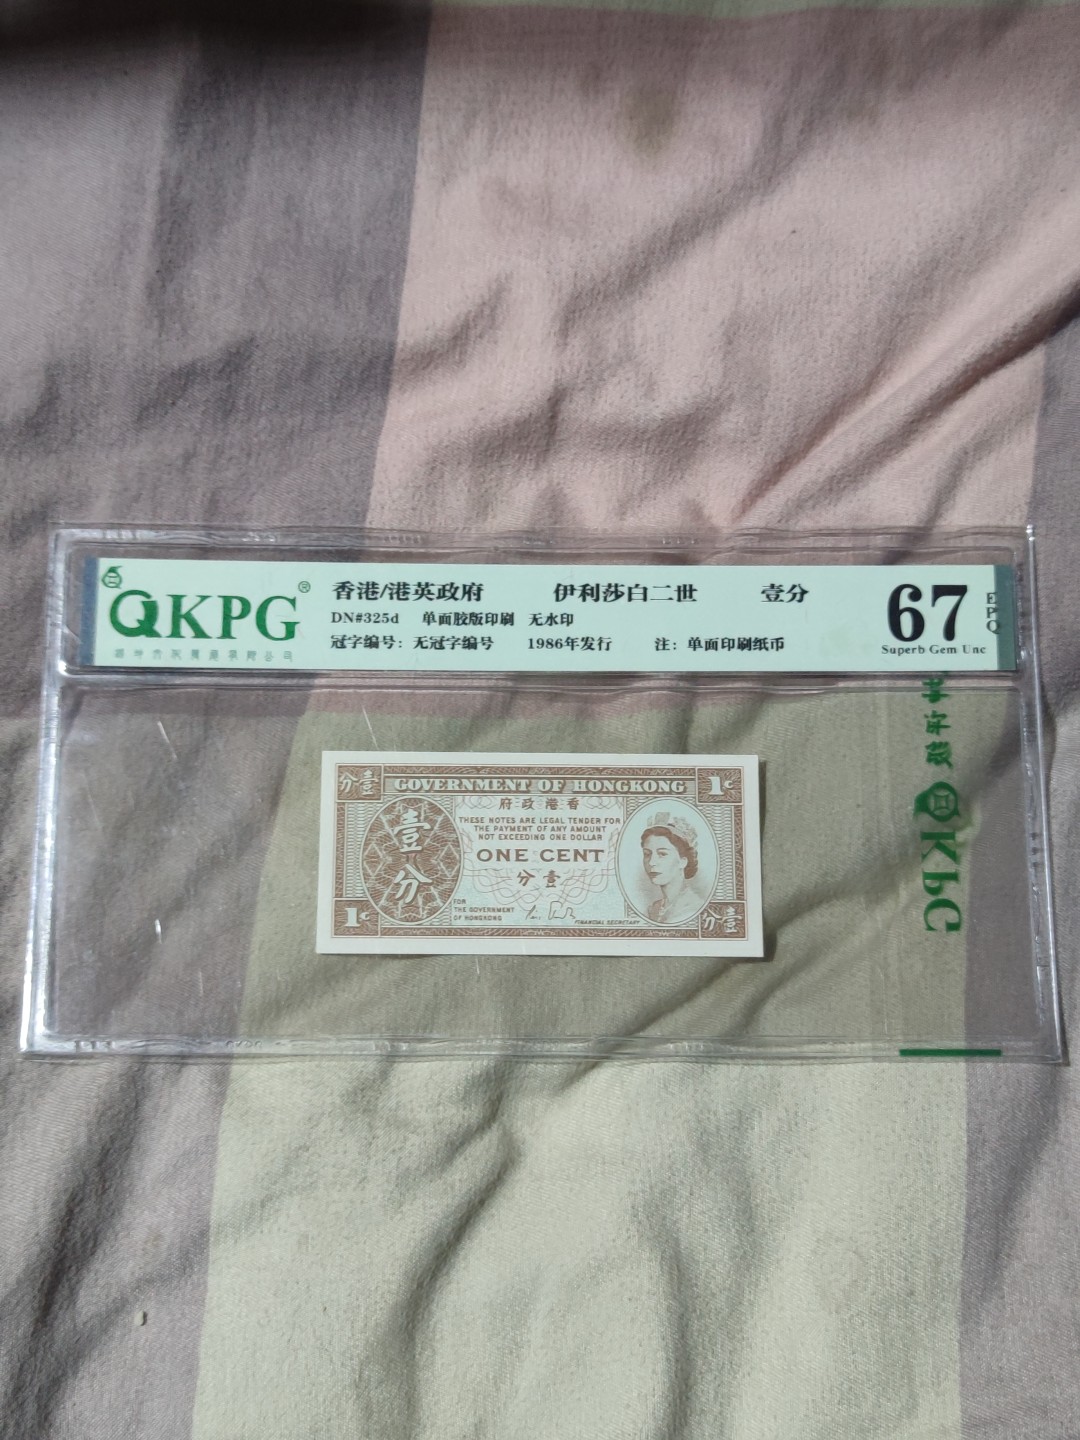 QKPG®
香港/港英政府 伊利莎白二世 壹分
DN#325d 单面胶版印刷 无水印
冠字编号：无冠字编号 1986年发行 注：单面印刷纸币
67
EPQ
Superb Gem Unc
分壹
GOVERNMENT OF HONGKONG
1c
府政港香
THESE NOTES ARE LEGAL TENDER FOR
THE PAYMENT OF ANY AMOUNT
NOT EXCEEDING ONE DOLLAR
壹分
ONE CENT
分壹
FOR
THE GOVERNMENT
OF HONGKONG
FINANCIAL SECRETARY
1c
分壹
QKPG